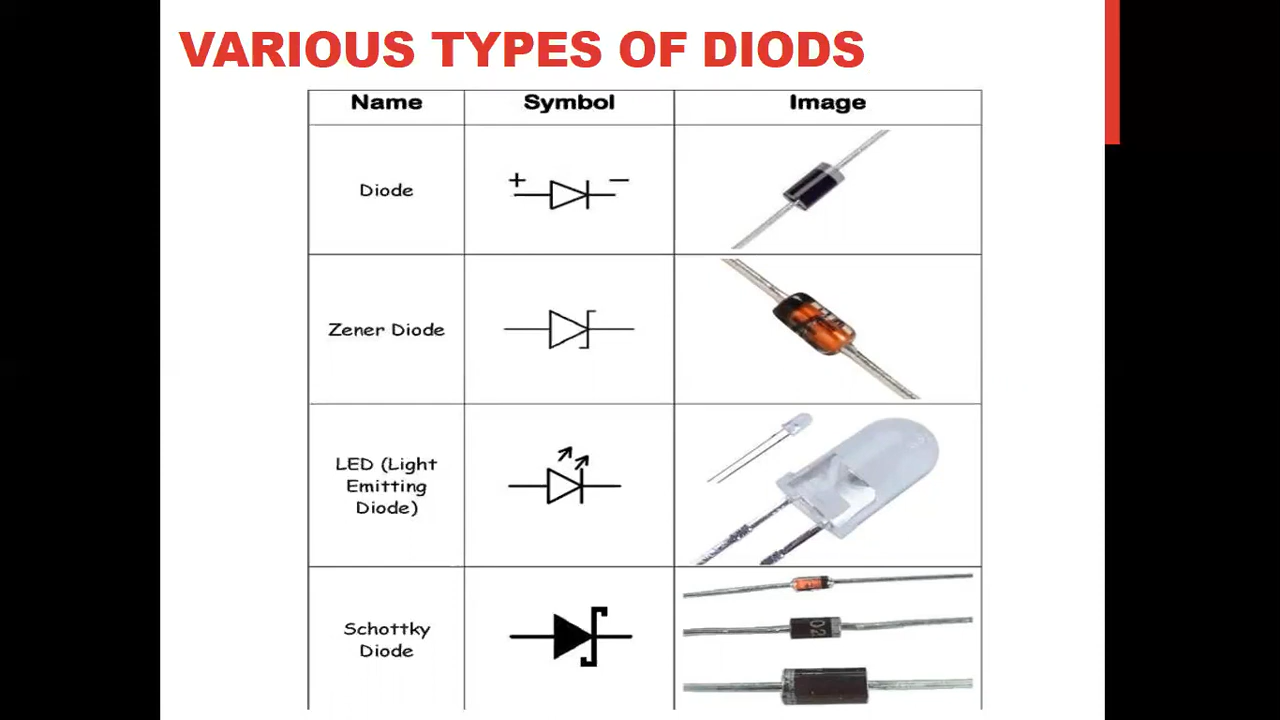 VARIOUS TYPES OF DIODS
Name Symbol Image
Diode + −
Zener Diode
LED (Light
Emitting
Diode)
Schottky
Diode
02